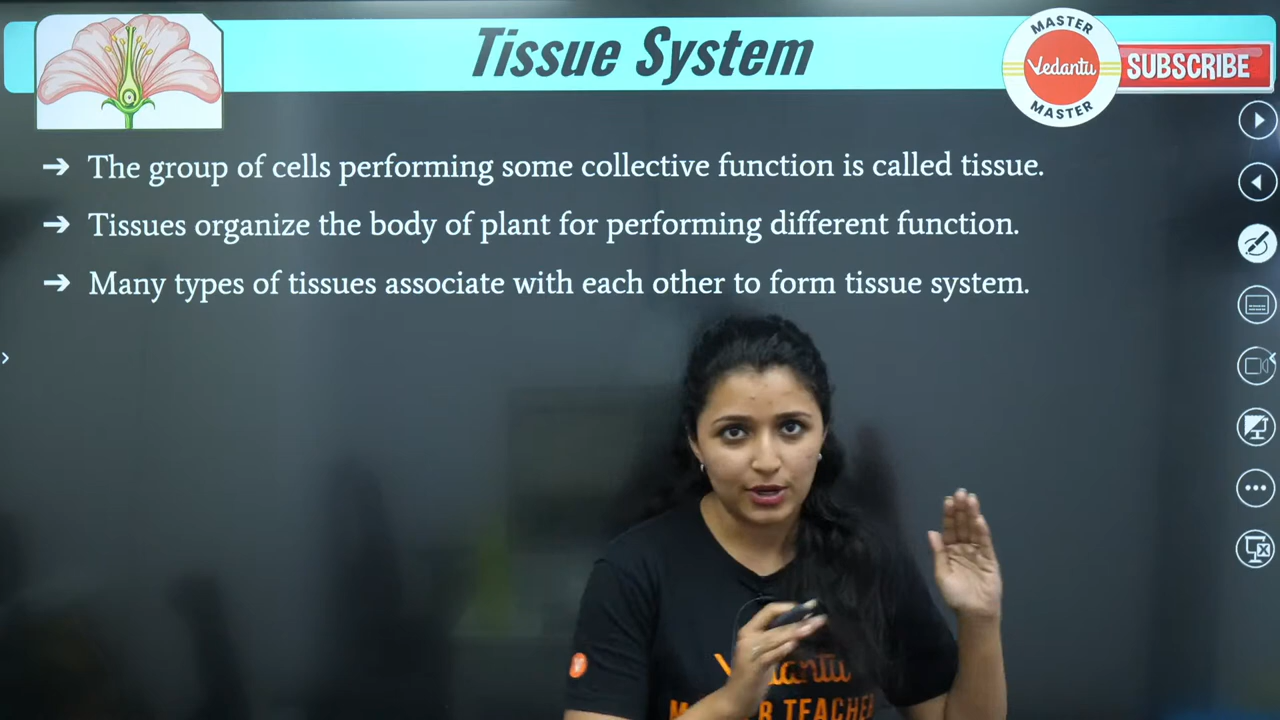 Tissue System
MASTER
Vedantu
MASTER
SUBSCRIBE
→ The group of cells performing some collective function is called tissue.
→ Tissues organize the body of plant for performing different function.
→ Many types of tissues associate with each other to form tissue system.
Vedantu
TEACHER